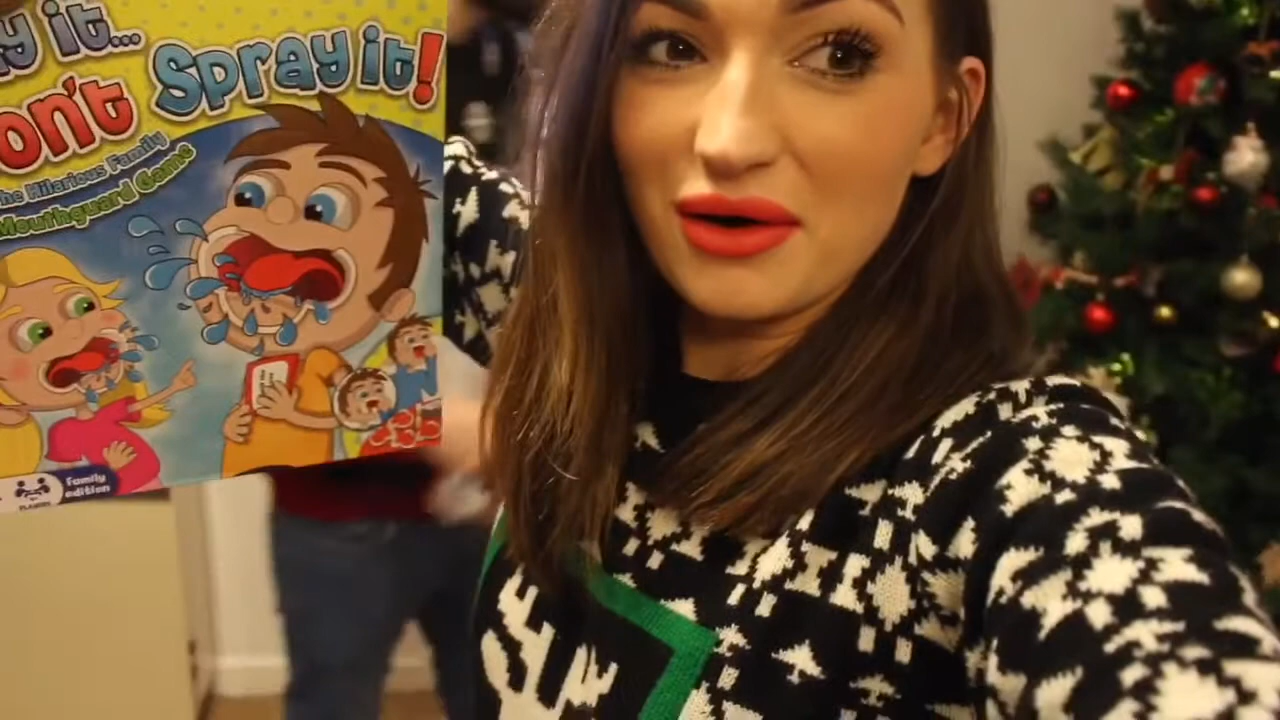 y it...
on't Spray it!
the Hilarious Family
Mouthguard Game
Family
edition